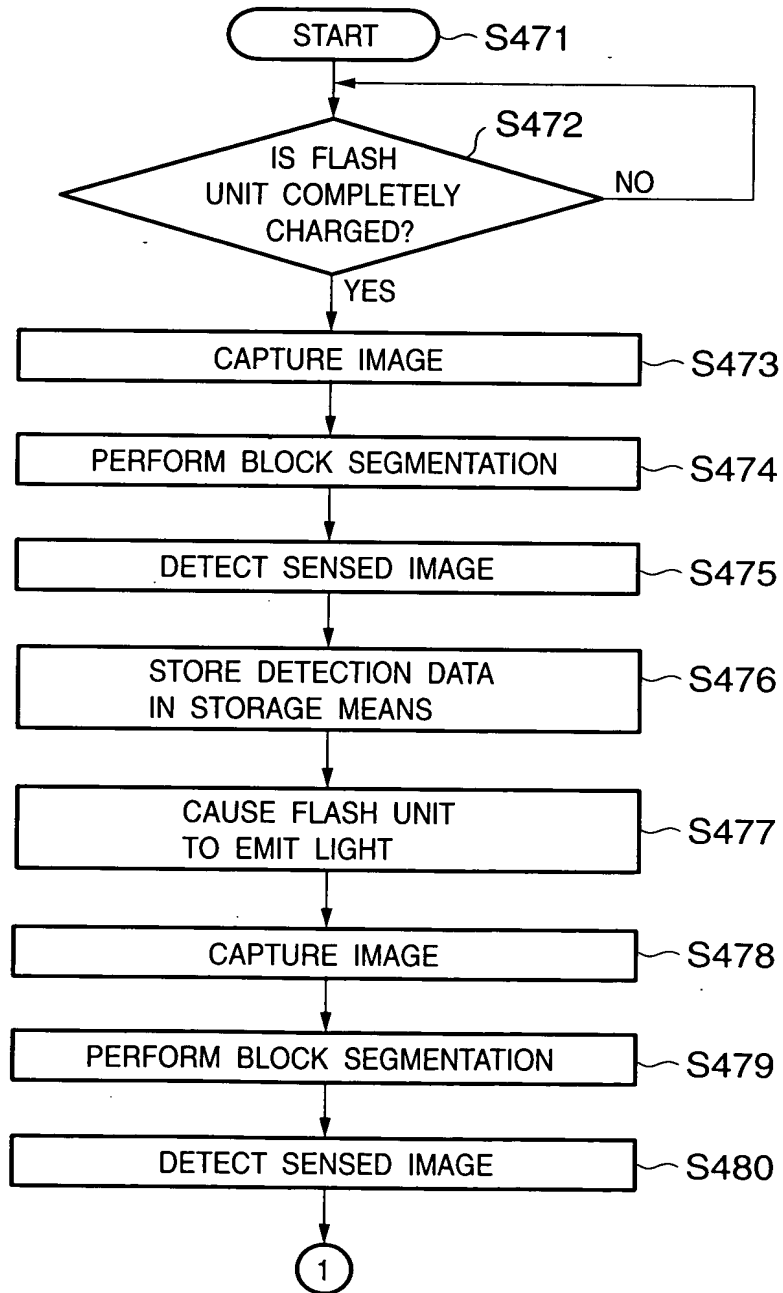 START
S471
S472
IS FLASH
UNIT COMPLETELY
CHARGED?
NO
YES
CAPTURE IMAGE
S473
PERFORM BLOCK SEGMENTATION
S474
DETECT SENSED IMAGE
S475
STORE DETECTION DATA
IN STORAGE MEANS
S476
CAUSE FLASH UNIT
TO EMIT LIGHT
S477
CAPTURE IMAGE
S478
PERFORM BLOCK SEGMENTATION
S479
DETECT SENSED IMAGE
S480
1